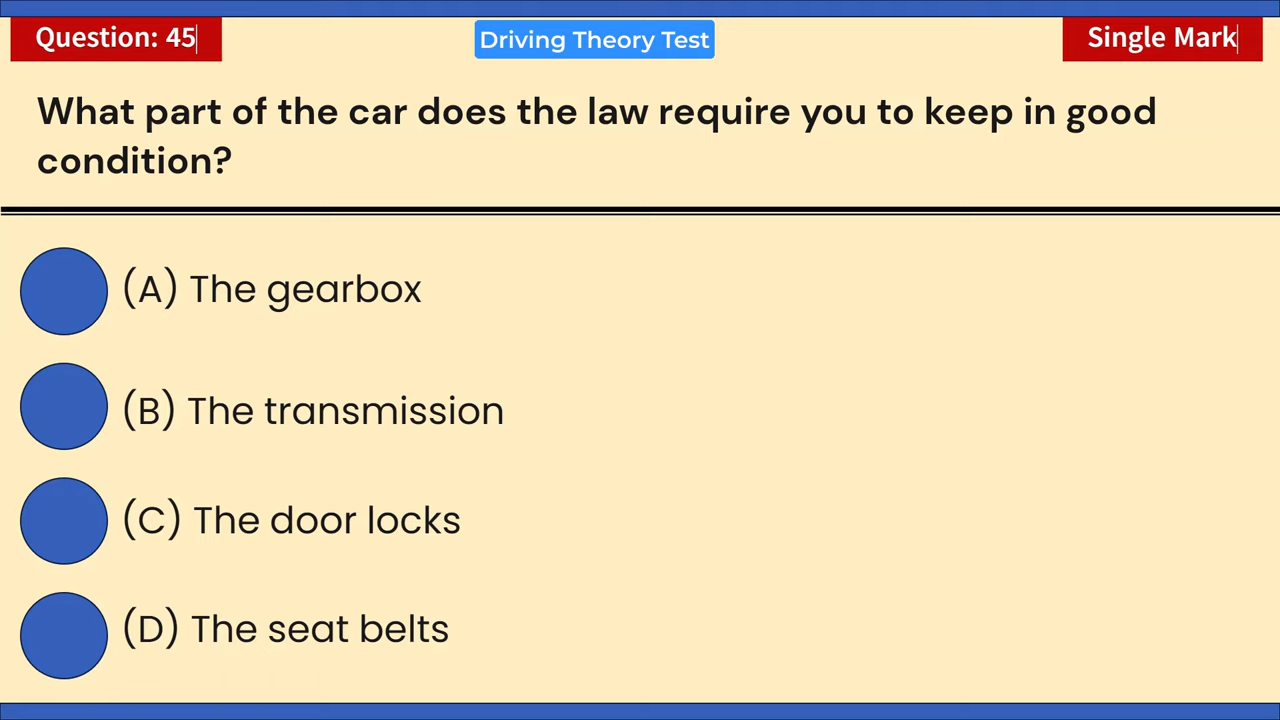 Question: 45
Driving Theory Test
Single Mark
What part of the car does the law require you to keep in good
condition?
(A) The gearbox
(B) The transmission
(C) The door locks
(D) The seat belts